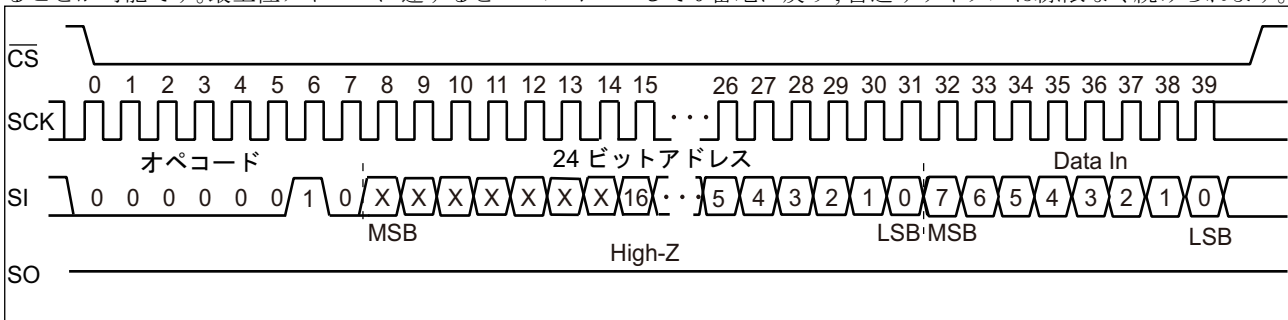 CS
0 1 2 3 4 5 6 7 8 9 10 11 12 13 14 15 26 27 28 29 30 31 32 33 34 35 36 37 38 39
SCK ···
オペコード 24 ビットアドレス Data In
SI 0 0 0 0 0 0 1 0 X X X X X X X 16 ··· 5 4 3 2 1 0 7 6 5 4 3 2 1 0
MSB LSB MSB LSB
High-Z
SO